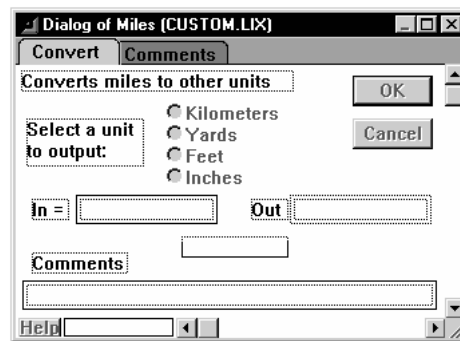 Dialog of Miles (CUSTOM.LIX)
Convert Comments
Converts miles to other units
OK
Select a unit
to output:
Kilometers
Yards
Feet
Inches
Cancel
In =
Out
Comments
Help